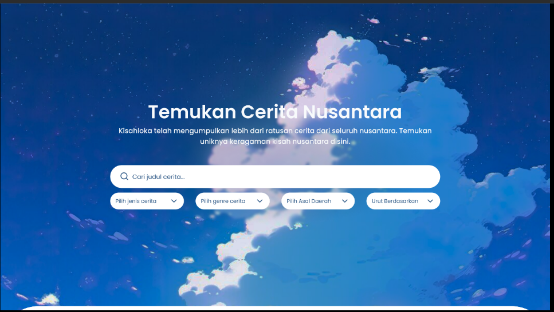 Temukan Cerita Nusantara
Kisahloka telah mengumpulkan lebih dari ratusan cerita dari seluruh nusantara. Temukan
uniknya keragaman kisah nusantara disini.
Cari judul cerita...
Pilih jenis cerita
Pilih genre cerita
Pilih Asal Daerah
Urut Berdasarkan